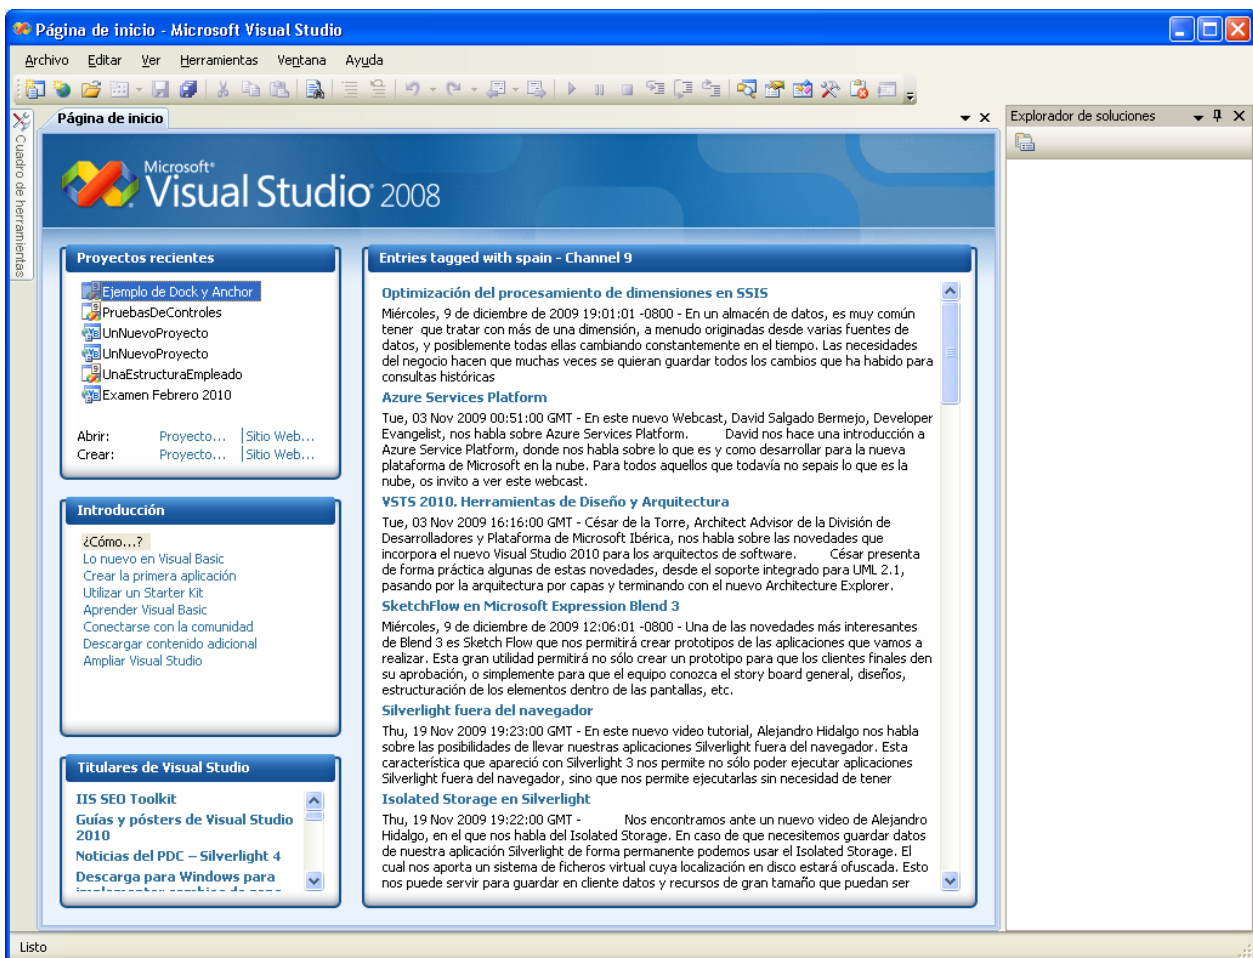 Página de inicio - Microsoft Visual Studio
Archivo Editar Ver Herramientas Ventana Ayuda
Cuadro de herramientas
Página de inicio
Microsoft®
Visual Studio® 2008
Proyectos recientes
Ejemplo de Dock y Anchor
PruebasDeControles
UnNuevoProyecto
UnNuevoProyecto
UnaEstructuraEmpleado
Examen Febrero 2010
Abrir: Proyecto... |Sitio Web...
Crear: Proyecto... |Sitio Web...
Introducción
¿Cómo...?
Lo nuevo en Visual Basic
Crear la primera aplicación
Utilizar un Starter Kit
Aprender Visual Basic
Conectarse con la comunidad
Descargar contenido adicional
Ampliar Visual Studio
Titulares de Visual Studio
IIS SEO Toolkit
Guías y pósters de Visual Studio
2010
Noticias del PDC – Silverlight 4
Descarga para Windows para
Entries tagged with spain - Channel 9
Optimización del procesamiento de dimensiones en SSIS
Miércoles, 9 de diciembre de 2009 19:01:01 -0800 - En un almacén de datos, es muy común
tener que tratar con más de una dimensión, a menudo originadas desde varias fuentes de
datos, y posiblemente todas ellas cambiando constantemente en el tiempo. Las necesidades
del negocio hacen que muchas veces se quieran guardar todos los cambios que ha habido para
consultas históricas
Azure Services Platform
Tue, 03 Nov 2009 00:51:00 GMT - En este nuevo Webcast, David Salgado Bermejo, Developer
Evangelist, nos habla sobre Azure Services Platform. David nos hace una introducción a
Azure Service Platform, donde nos habla sobre lo que es y como desarrollar para la nueva
plataforma de Microsoft en la nube. Para todos aquellos que todavía no sepais lo que es la
nube, os invito a ver este webcast.
VSTS 2010. Herramientas de Diseño y Arquitectura
Tue, 03 Nov 2009 16:16:00 GMT - César de la Torre, Architect Advisor de la División de
Desarrolladores y Plataforma de Microsoft Ibérica, nos habla sobre las novedades que
incorpora el nuevo Visual Studio 2010 para los arquitectos de software. César presenta
de forma práctica algunas de estas novedades, desde el soporte integrado para UML 2.1,
pasando por la arquitectura por capas y terminando con el nuevo Architecture Explorer.
SketchFlow en Microsoft Expression Blend 3
Miércoles, 9 de diciembre de 2009 12:06:01 -0800 - Una de las novedades más interesantes
de Blend 3 es Sketch Flow que nos permitirá crear prototipos de las aplicaciones que vamos a
realizar. Esta gran utilidad permitirá no sólo crear un prototipo para que los clientes finales den
su aprobación, o simplemente para que el equipo conozca el story board general, diseños,
estructuración de los elementos dentro de las pantallas, etc.
Silverlight fuera del navegador
Thu, 19 Nov 2009 19:23:00 GMT - En este nuevo video tutorial, Alejandro Hidalgo nos habla
sobre las posibilidades de llevar nuestras aplicaciones Silverlight fuera del navegador. Esta
característica que apareció con Silverlight 3 nos permite no sólo poder ejecutar aplicaciones
Silverlight fuera del navegador, sino que nos permite ejecutarlas sin necesidad de tener
Isolated Storage en Silverlight
Thu, 19 Nov 2009 19:22:00 GMT - Nos encontramos ante un nuevo video de Alejandro
Hidalgo, en el que nos habla del Isolated Storage. En caso de que necesitemos guardar datos
de nuestra aplicación Silverlight de forma permanente podemos usar el Isolated Storage. El
cual nos aporta un sistema de ficheros virtual cuya localización en disco estará ofuscada. Esto
nos puede servir para guardar en cliente datos y recursos de gran tamaño que puedan ser
Explorador de soluciones
Listo